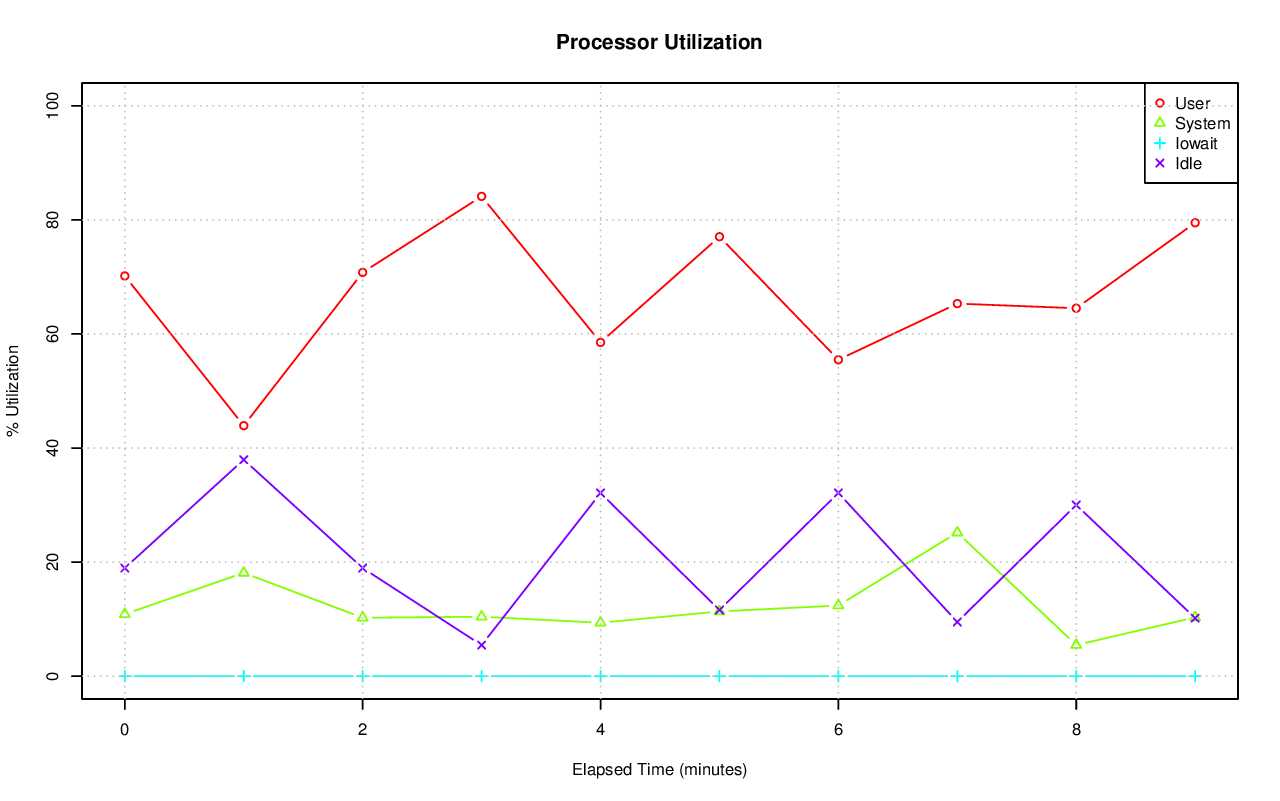 Processor Utilization
User
System
Iowait
Idle
% Utilization
100
80
60
40
20
0
0 2 4 6 8
Elapsed Time (minutes)